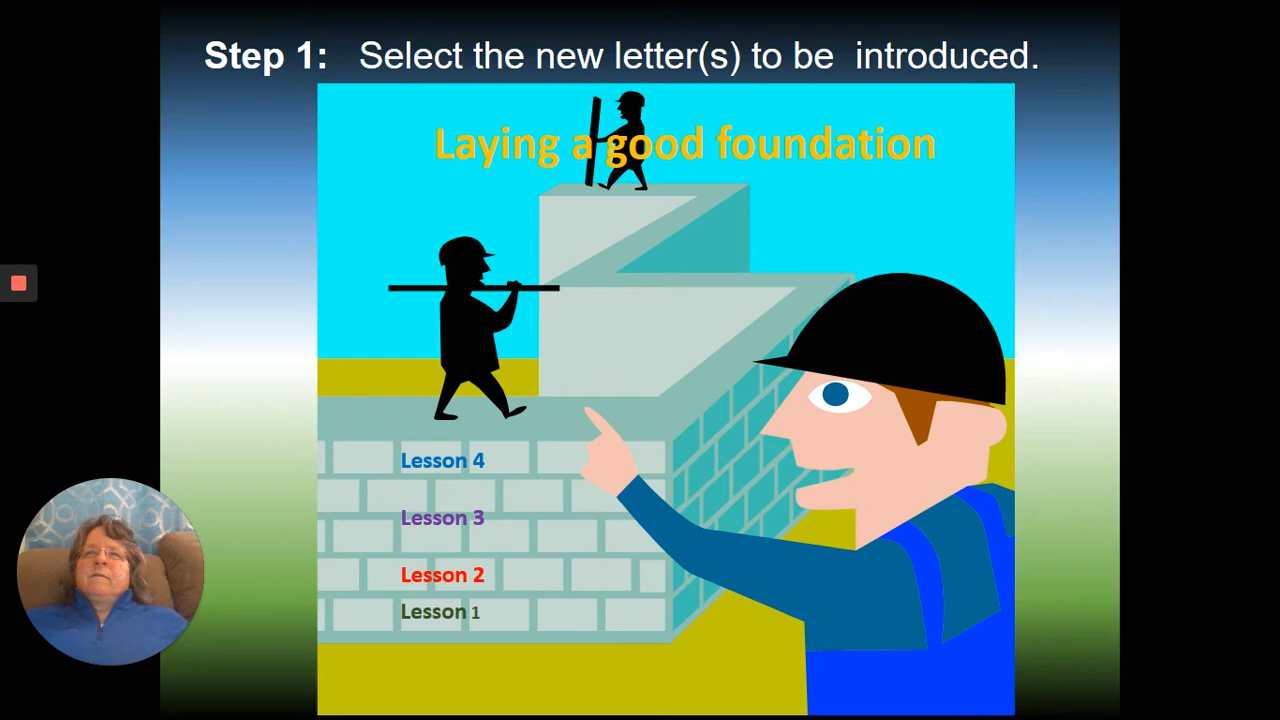 Step 1: Select the new letter(s) to be introduced.
Laying a good foundation
Lesson 4
Lesson 3
Lesson 2
Lesson 1